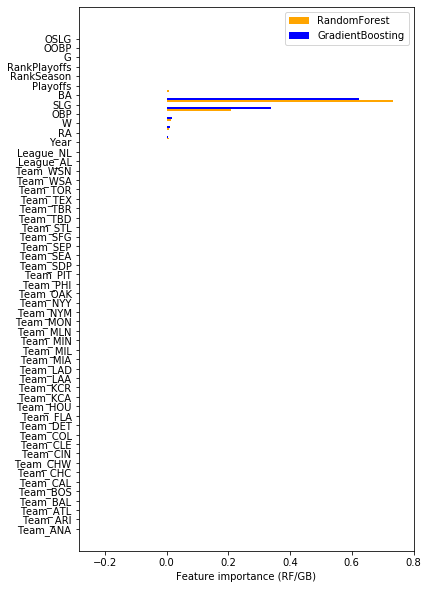 RandomForest
GradientBoosting
OSLG
OOBP
G
RankPlayoffs
RankSeason
Playoffs
BA
SLG
OBP
W
RA
Year
League_NL
League_AL
Team_WSN
Team_WSA
Team_TOR
Team_TEX
Team_TBR
Team_TBD
Team_STL
Team_SFG
Team_SEP
Team_SEA
Team_SDP
Team_PIT
Team_PHI
Team_OAK
Team_NYY
Team_NYM
Team_MON
Team_MLN
Team_MIN
Team_MIL
Team_MIA
Team_LAD
Team_LAA
Team_KCR
Team_KCA
Team_HOU
Team_FLA
Team_DET
Team_COL
Team_CLE
Team_CIN
Team_CHW
Team_CHC
Team_CAL
Team_BOS
Team_BAL
Team_ATL
Team_ARI
Team_ANA
−0.2 0.0 0.2 0.4 0.6 0.8
Feature importance (RF/GB)